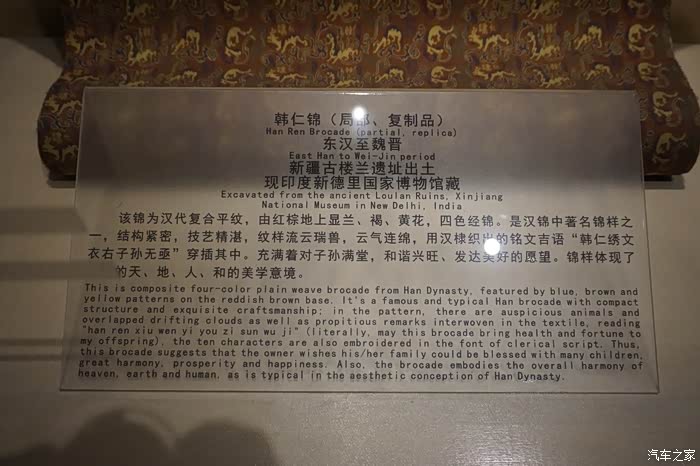 韩仁锦（局部、复制品）
Han Ren Brocade (partial, replica)
东汉至魏晋
East Han to Wei-Jin period
新疆古楼兰遗址出土
现印度新德里国家博物馆藏
Excavated from the ancient Loulan Ruins, Xinjiang
National Museum in New Delhi, India
该锦为汉代复合平纹，由红棕地上显兰、褐、黄花，四色经锦。是汉锦中著名锦样之
一，结构紧密，技艺精湛，纹样流云瑞兽，云气连绵，用汉棣织出的铭文吉语“韩仁绣文
衣右子孙无亟”穿插其中。充满着对子孙满堂，和谐兴旺、发达美好的愿望。锦样体现了
的天、地、人、和的美学意境。
This is composite four-color plain weave brocade from Han Dynasty, featured by blue, brown and
yellow patterns on the reddish brown base. It's a famous and typical Han brocade with compact
structure and exquisite craftsmanship; in the pattern, there are auspicious animals and
overlapped drifting clouds as well as propitious remarks interwoven in the textile, reading
"han ren xiu wen yi you zi sun wu ji" (literally, may this brocade bring health and fortune to
my offspring), the ten characters are also embroidered in the font of clerical script. Thus,
this brocade suggests that the owner wishes his/her family could be blessed with many children,
great harmony, prosperity and happiness. Also, the brocade embodies the overall harmony of
heaven, earth and human, as is typical in the aesthetic conception of Han Dynasty.
汽车之家